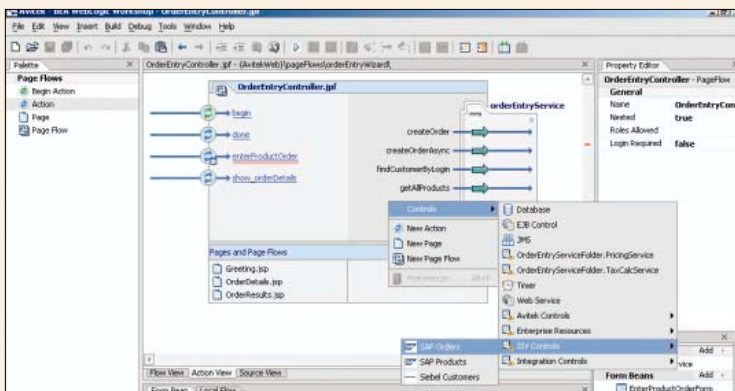 Avitek - BEA WebLogic Workshop - OrderEntryController.jpf
File Edit View Insert Build Debug Tools Window Help
Palette
Page Flows
Begin Action
Action
Page
Page Flow
OrderEntryController.jpf - {AvitekWeb}\pageFlows\orderEntryWizard\
OrderEntryController.jpf
begin
done
enterProductOrder
show_orderDetails
orderEntryService
createOrder
createOrderAsync
findCustomerByLogin
getAllProducts
Pages and Page Flows
Greeting.jsp
OrderDetails.jsp
OrderResults.jsp
Controls
New Action
New Page
New Page Flow
Database
EJB Control
JMS
OrderEntryServiceFolder.PricingService
OrderEntryServiceFolder.TaxCalcService
Timer
Web Service
Avitek Controls
Enterprise Resources
ISV Controls
Integration Controls
SAP Orders
SAP Products
Siebel Customers
Flow View Action View Source View
Property Editor
OrderEntryController - PageFlow
General
Name OrderEntryCon
Nested true
Roles Allowed
Login Required false
Add
vice
Form Beans Add
EnterProductOrderForm